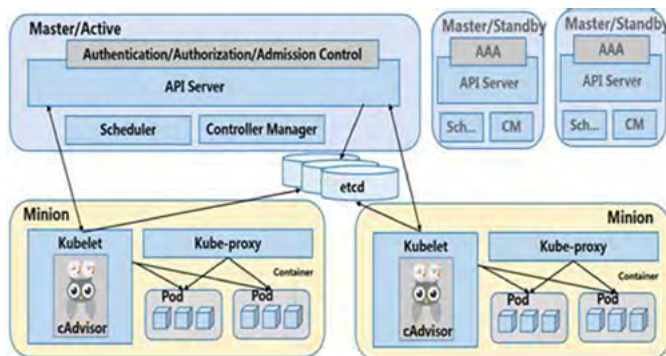 Master/Active
Authentication/Authorization/Admission Control
API Server
Scheduler
Controller Manager
Master/Standby
AAA
API Server
Sch...
CM
Master/Standby
AAA
API Server
Sch...
CM
etcd
Minion
Kubelet
cAdvisor
Kube-proxy
Container
Pod
Pod
Minion
Kubelet
cAdvisor
Kube-proxy
Container
Pod
Pod